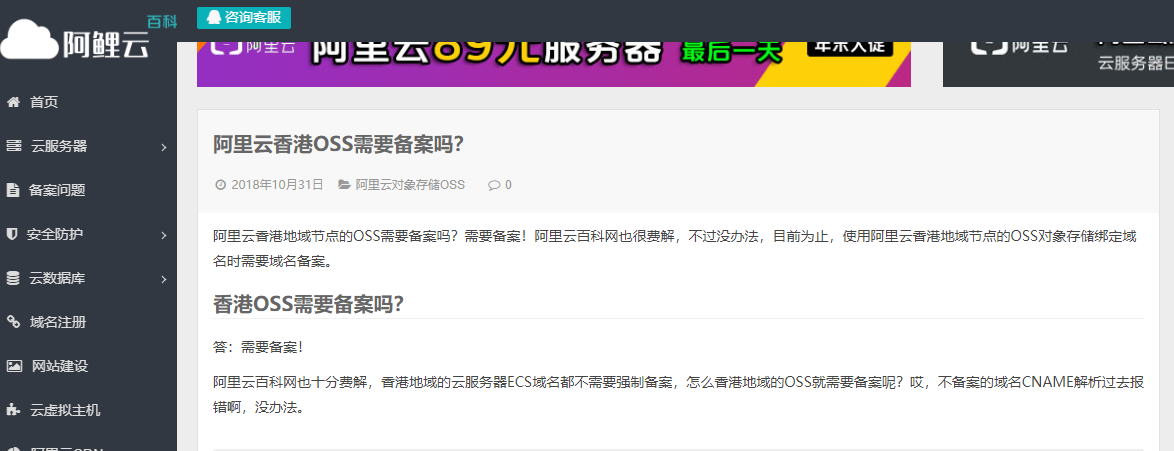 百科
阿鲤云
咨询客服
阿里云
阿里云89元服务器
最后一天
年末大促
阿里云
首页
云服务器
备案问题
安全防护
云数据库
域名注册
网站建设
云虚拟主机
阿里云香港OSS需要备案吗?
2018年10月31日 阿里云对象存储OSS 0
阿里云香港地域节点的OSS需要备案吗？需要备案！阿里云百科网也很费解，不过没办法，目前为止，使用阿里云香港地域节点的OSS对象存储绑定域
名时需要域名备案。
香港OSS需要备案吗?
答：需要备案！
阿里云百科网也十分费解，香港地域的云服务器ECS域名都不需要强制备案，怎么香港地域的OSS就需要备案呢？哎，不备案的域名CNAME解析过去报
错啊，没办法。